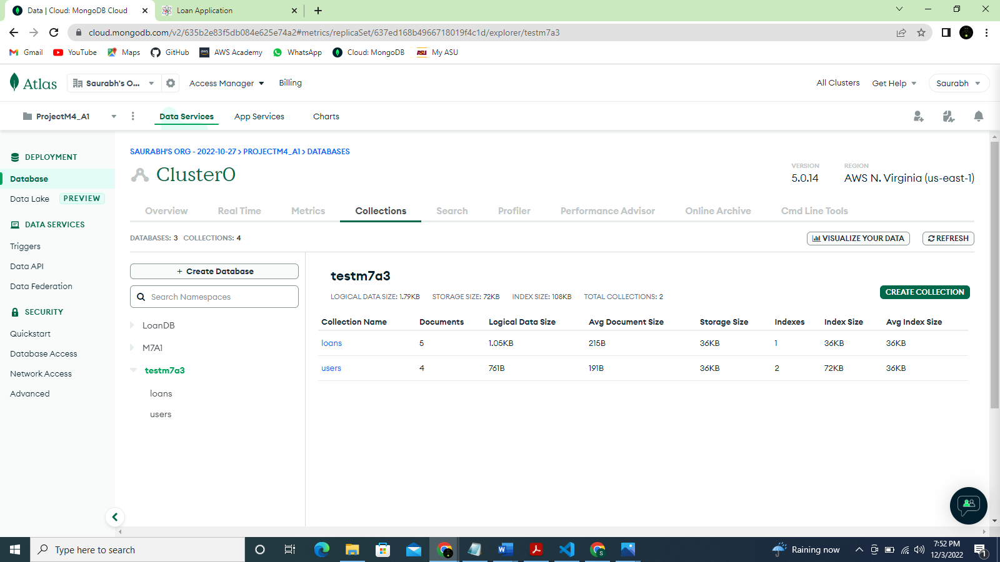 Data | Cloud: MongoDB Cloud
Loan Application
cloud.mongodb.com/v2/635b2e83f5db084e625e74a2#metrics/replicaSet/637ed168b4966718019f4c1d/explorer/testm7a3
Gmail YouTube Maps GitHub AWS Academy WhatsApp Cloud: MongoDB My ASU
Atlas Saurabh's O... Access Manager Billing All Clusters Get Help Saurabh
ProjectM4_A1 Data Services App Services Charts
DEPLOYMENT
Database
Data Lake PREVIEW
DATA SERVICES
Triggers
Data API
Data Federation
SECURITY
Quickstart
Database Access
Network Access
Advanced
SAURABH'S ORG - 2022-10-27 > PROJECTM4_A1 > DATABASES
Cluster0
VERSION
5.0.14
REGION
AWS N. Virginia (us-east-1)
Overview Real Time Metrics Collections Search Profiler Performance Advisor Online Archive Cmd Line Tools
DATABASES: 3 COLLECTIONS: 4
VISUALIZE YOUR DATA REFRESH
+ Create Database
Search Namespaces
LoanDB
M7A1
testm7a3
loans
users
testm7a3
LOGICAL DATA SIZE: 1.79KB STORAGE SIZE: 72KB INDEX SIZE: 108KB TOTAL COLLECTIONS: 2
CREATE COLLECTION
Collection Name Documents Logical Data Size Avg Document Size Storage Size Indexes Index Size Avg Index Size
loans 5 1.05KB 215B 36KB 1 36KB 36KB
users 4 761B 191B 36KB 2 72KB 36KB
Type here to search
Raining now
7:52 PM
12/3/2022
1